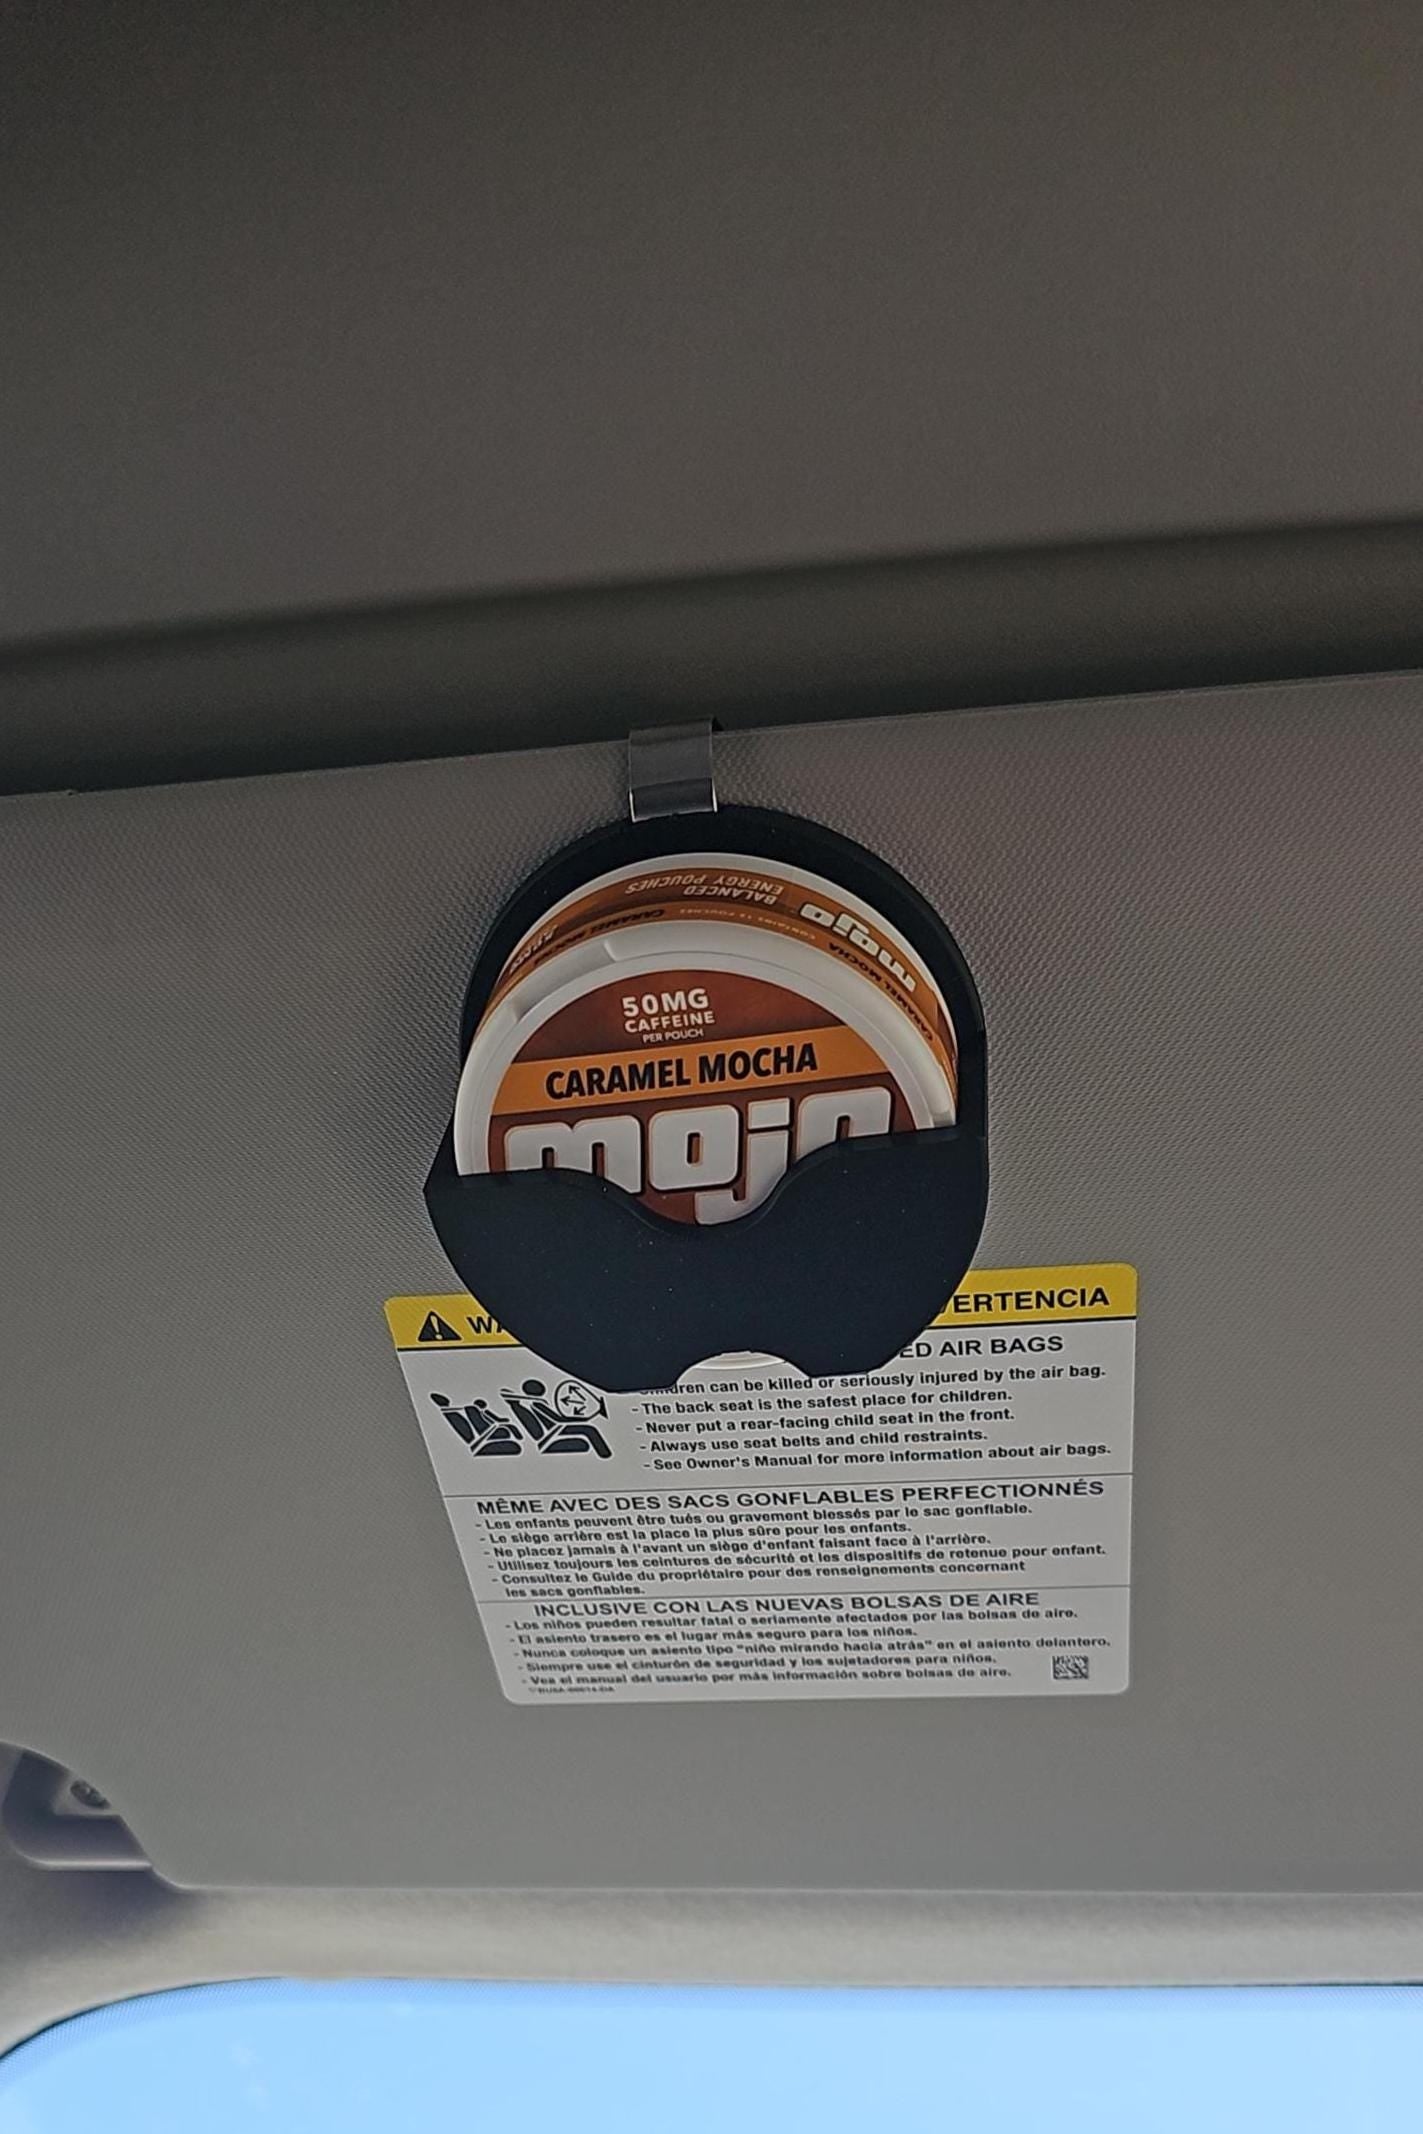 BALANCED
ENERGY POUCHES
mojo
CONTAINS 15 POUCHES
CARAMEL MOCHA
CARAMEL MOCHA
50MG
CAFFEINE
PER POUCH
CARAMEL MOCHA
mojo
VERTENCIA
ED AIR BAGS
ren can be killed or seriously injured by the air bag.
- The back seat is the safest place for children.
- Never put a rear-facing child seat in the front.
- Always use seat belts and child restraints.
- See Owner's Manual for more information about air bags.
MÊME AVEC DES SACS GONFLABLES PERFECTIONNÉS
- Les enfants peuvent être tués ou gravement blessés par le sac gonflable.
- Le siège arrière est la place la plus sûre pour les enfants.
- Ne placez jamais à l'avant un siège d'enfant faisant face à l'arrière.
- Utilisez toujours les ceintures de sécurité et les dispositifs de retenue pour enfant.
- Consultez le Guide du propriétaire pour des renseignements concernant
les sacs gonflables.
INCLUSIVE CON LAS NUEVAS BOLSAS DE AIRE
- Los niños pueden resultar fatal o seriamente afectados por las bolsas de aire.
- El asiento trasero es el lugar más seguro para los niños.
- Nunca coloque un asiento tipo "niño mirando hacia atrás" en el asiento delantero.
- Siempre use el cinturón de seguridad y los sujetadores para niños.
- Vea el manual del usuario por más información sobre bolsas de aire.